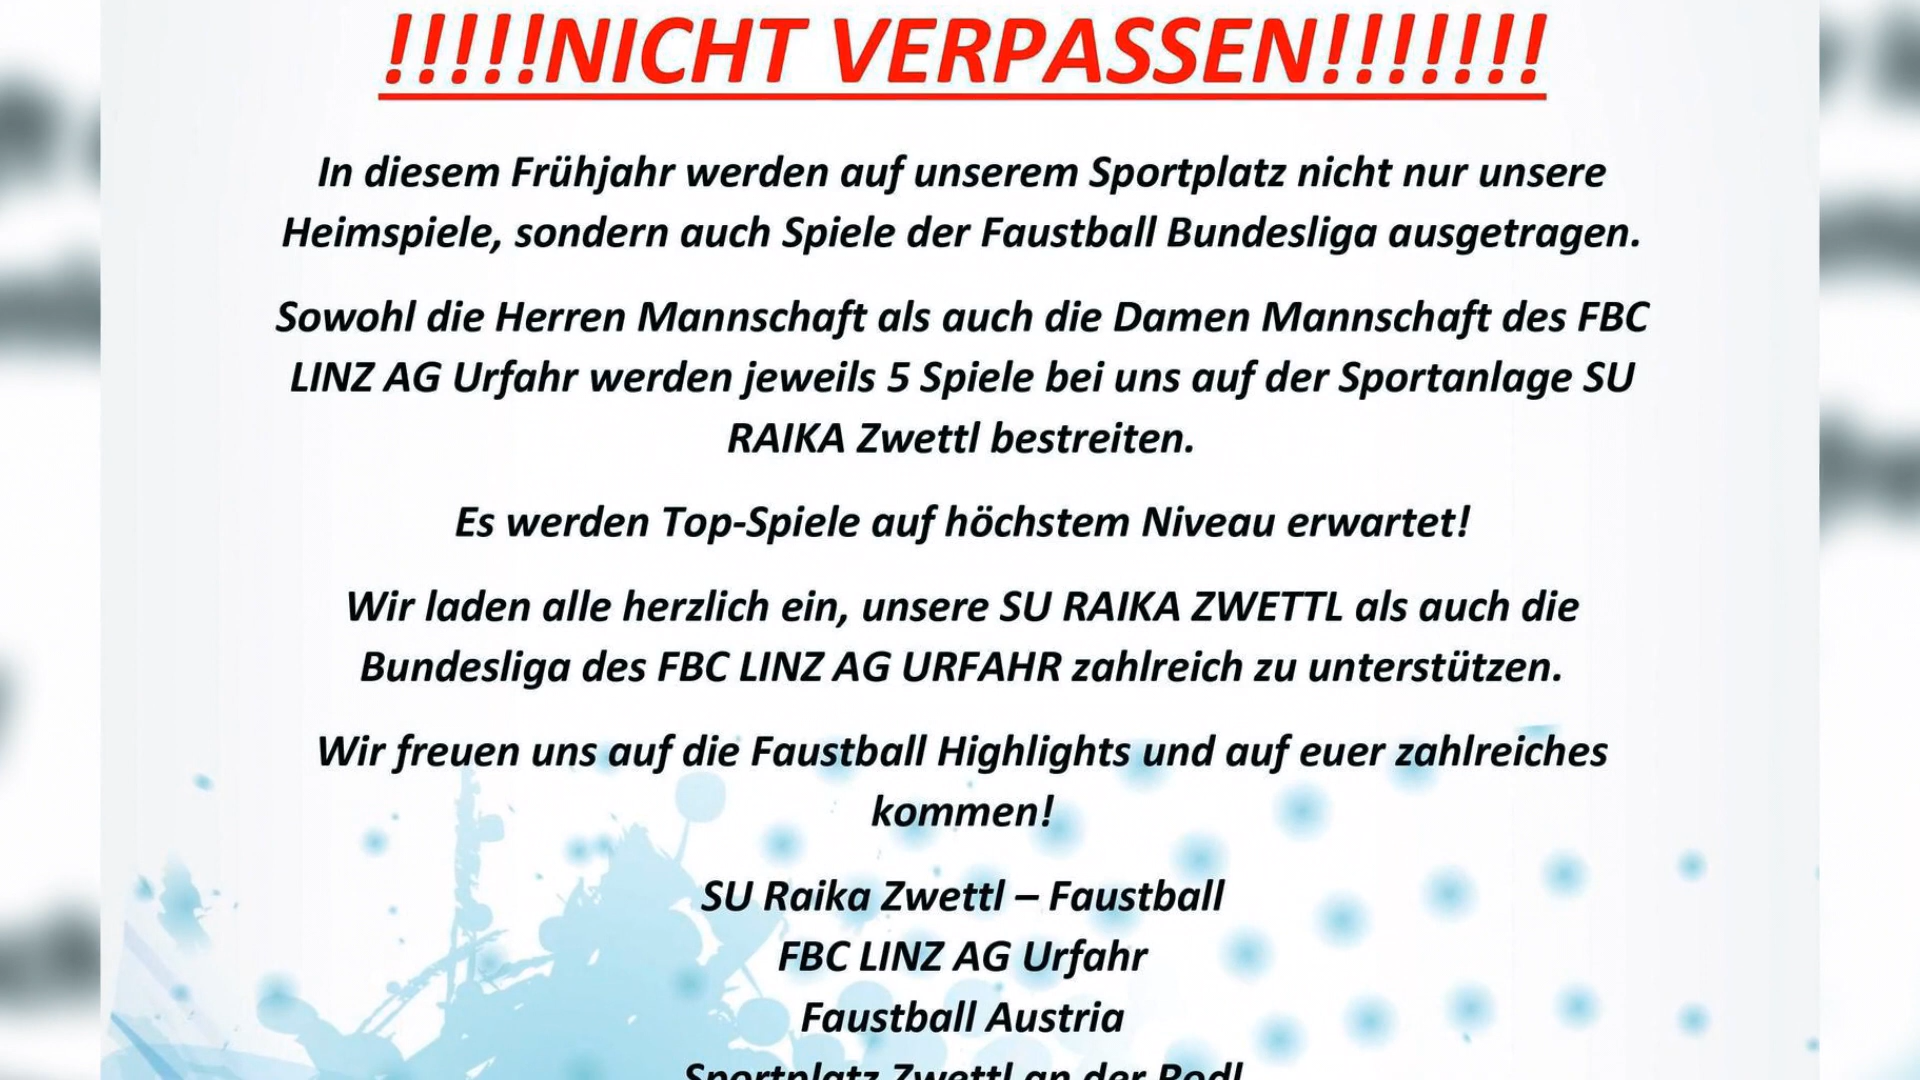 !!!!!NICHT VERPASSEN!!!!!!!
In diesem Frühjahr werden auf unserem Sportplatz nicht nur unsere
Heimspiele, sondern auch Spiele der Faustball Bundesliga ausgetragen.
Sowohl die Herren Mannschaft als auch die Damen Mannschaft des FBC
LINZ AG Urfahr werden jeweils 5 Spiele bei uns auf der Sportanlage SU
RAIKA Zwettl bestreiten.
Es werden Top-Spiele auf höchstem Niveau erwartet!
Wir laden alle herzlich ein, unsere SU RAIKA ZWETTL als auch die
Bundesliga des FBC LINZ AG URFAHR zahlreich zu unterstützen.
Wir freuen uns auf die Faustball Highlights und auf euer zahlreiches
kommen!
SU Raika Zwettl – Faustball
FBC LINZ AG Urfahr
Faustball Austria
Sportplatz Zwettl an der Rodl